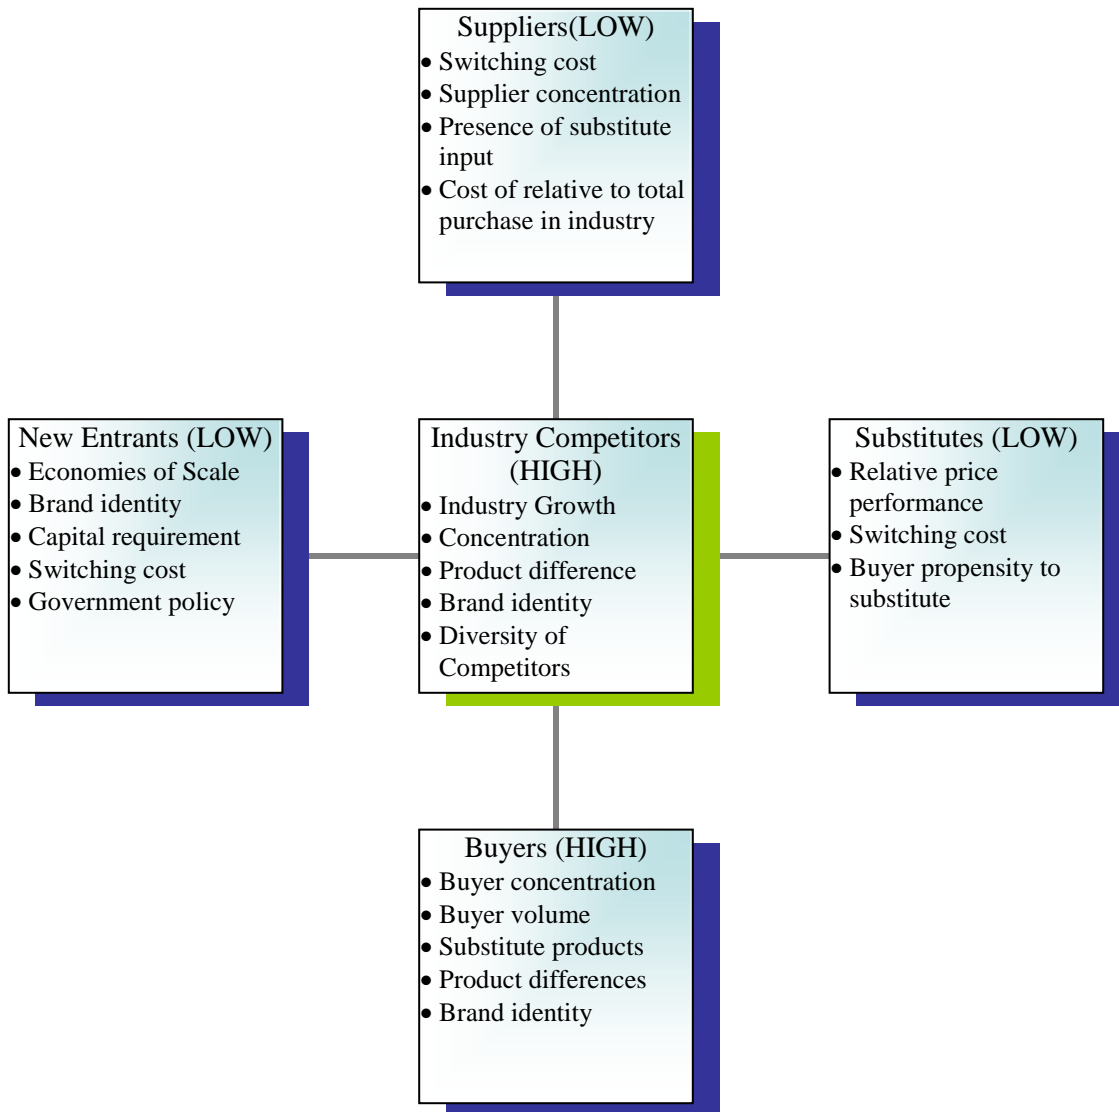 Suppliers(LOW)
• Switching cost
• Supplier concentration
• Presence of substitute
input
• Cost of relative to total
purchase in industry
New Entrants (LOW)
• Economies of Scale
• Brand identity
• Capital requirement
• Switching cost
• Government policy
Industry Competitors
(HIGH)
• Industry Growth
• Concentration
• Product difference
• Brand identity
• Diversity of
Competitors
Substitutes (LOW)
• Relative price
performance
• Switching cost
• Buyer propensity to
substitute
Buyers (HIGH)
• Buyer concentration
• Buyer volume
• Substitute products
• Product differences
• Brand identity